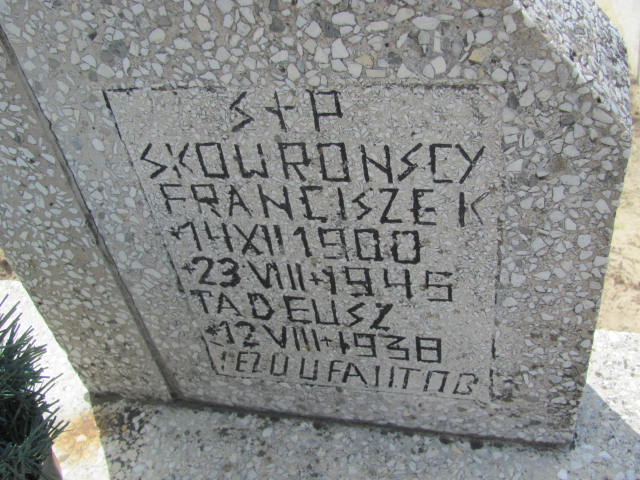 S + P
SKOWRONSCY
FRANCISZEK
*14 XII 1900
+23 VIII 1945
TADEUSZ
*12 VIII + 1938